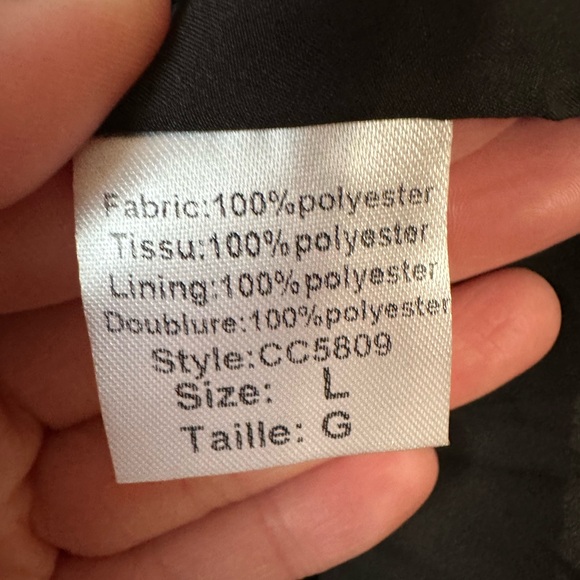 Fabric:100%polyester
Tissu:100%polyester
Lining:100%polyester
Doublure:100%polyester
Style:CC5809
Size: L
Taille: G